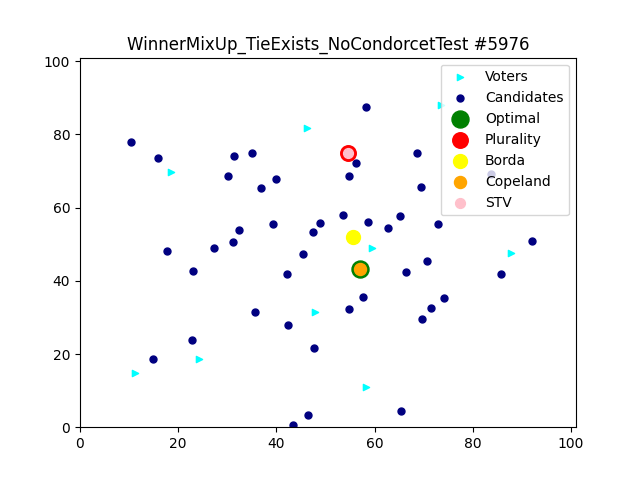 WinnerMixUp_TieExists_NoCondorcetTest #5976
100
80
60
40
20
0
0 20 40 60 80 100
Voters
Candidates
Optimal
Plurality
Borda
Copeland
STV